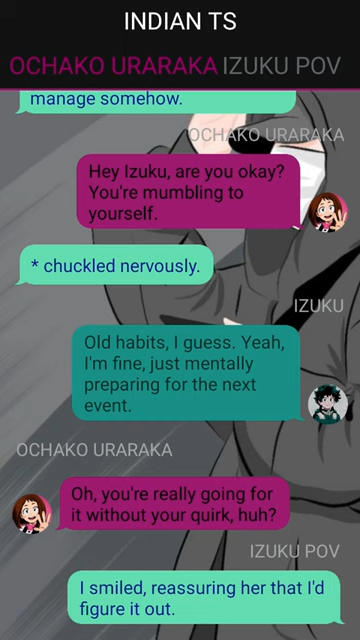 INDIAN TS
OCHAKO URARAKA IZUKU POV
manage somehow.
OCHAKO URARAKA
Hey Izuku, are you okay?
You're mumbling to
yourself.
* chuckled nervously.
IZUKU
Old habits, I guess. Yeah,
I'm fine, just mentally
preparing for the next
event.
OCHAKO URARAKA
Oh, you're really going for
it without your quirk, huh?
IZUKU POV
I smiled, reassuring her that I'd
figure it out.